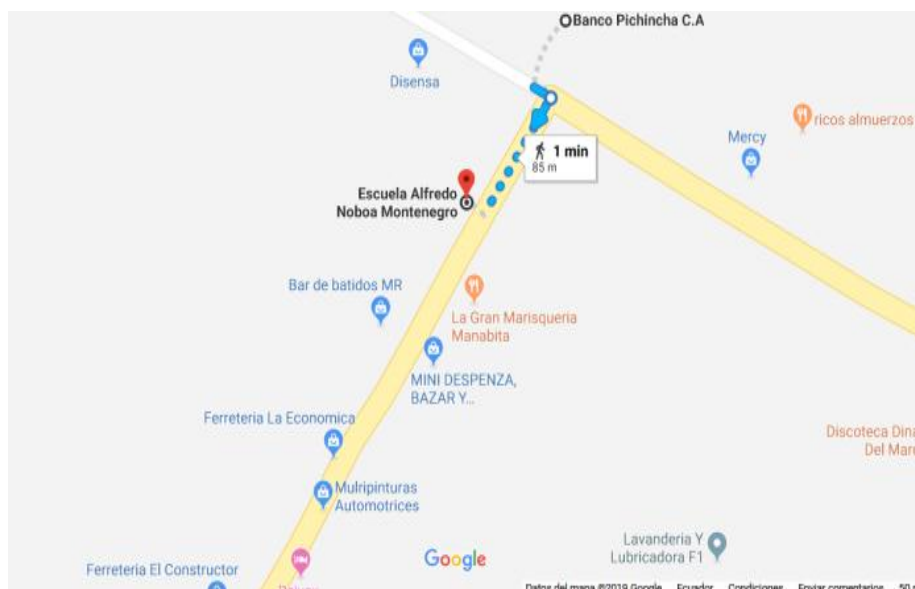 Banco Pichincha C.A
Disensa
ricos almuerzos
Mercy
1 min
85 m
Escuela Alfredo
Noboa Montenegro
Bar de batidos MR
La Gran Marisqueria
Manabita
MINI DESPENZA,
BAZAR Y...
Ferreteria La Economica
Discoteca Dina
Del Mar
Mulripinturas
Automotrices
Lavanderia Y
Lubricadora F1
Google
Ferreteria El Constructor
Datos del mapa ©2019 Google Ecuador Condiciones Enviar comentarios 50